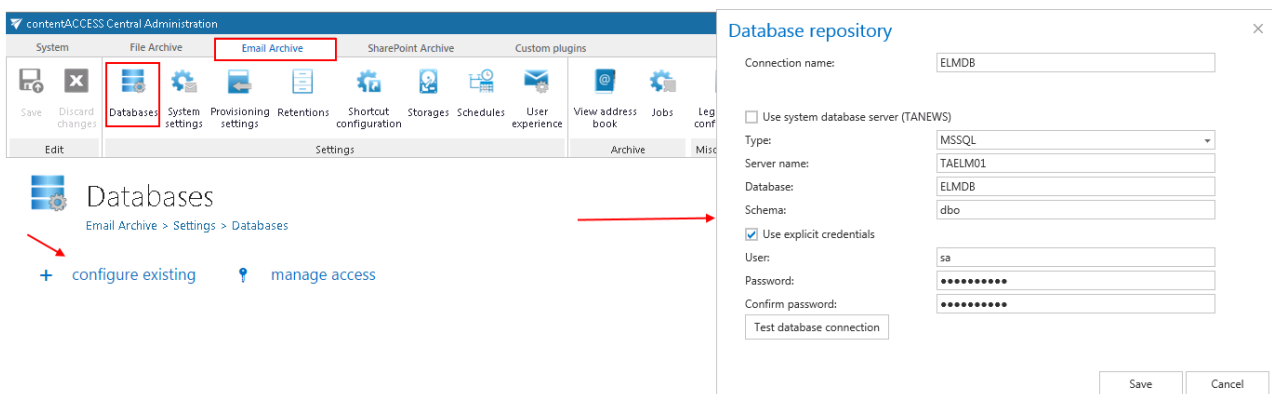 contentACCESS Central Administration
System File Archive Email Archive SharePoint Archive Custom plugins
Save Discard changes Databases System settings Provisioning settings Retentions Shortcut configuration Storages Schedules User experience View address book Jobs Leg conf
Edit Settings Archive Misc
Databases
Email Archive > Settings > Databases
+ configure existing manage access
Database repository
Connection name: ELMDB
Use system database server (TANEWS)
Type: MSSQL
Server name: TAELM01
Database: ELMDB
Schema: dbo
Use explicit credentials
User: sa
Password: ●●●●●●●●●●
Confirm password: ●●●●●●●●●●
Test database connection
Save Cancel